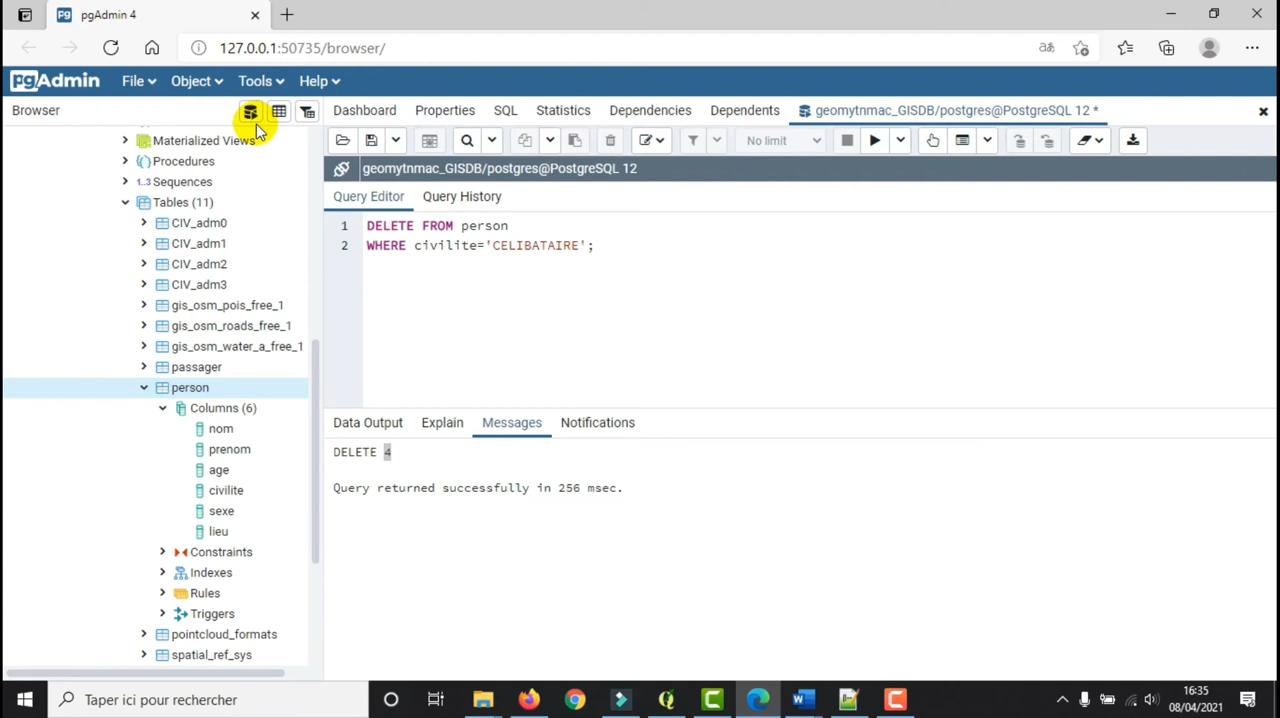 pgAdmin 4
127.0.0.1:50735/browser/
pgAdmin File Object Tools Help
Browser
Dashboard Properties SQL Statistics Dependencies Dependents geomytnmac_GISDB/postgres@PostgreSQL 12 *
No limit
geomytnmac_GISDB/postgres@PostgreSQL 12
Query Editor Query History
1 DELETE FROM person
2 WHERE civilite='CELIBATAIRE';
Materialized Views
Procedures
1..3 Sequences
Tables (11)
CIV_adm0
CIV_adm1
CIV_adm2
CIV_adm3
gis_osm_pois_free_1
gis_osm_roads_free_1
gis_osm_water_a_free_1
passager
person
Columns (6)
nom
prenom
age
civilite
sexe
lieu
Constraints
Indexes
Rules
Triggers
pointcloud_formats
spatial_ref_sys
Data Output Explain Messages Notifications
DELETE 4
Query returned successfully in 256 msec.
Taper ici pour rechercher
16:35
08/04/2021